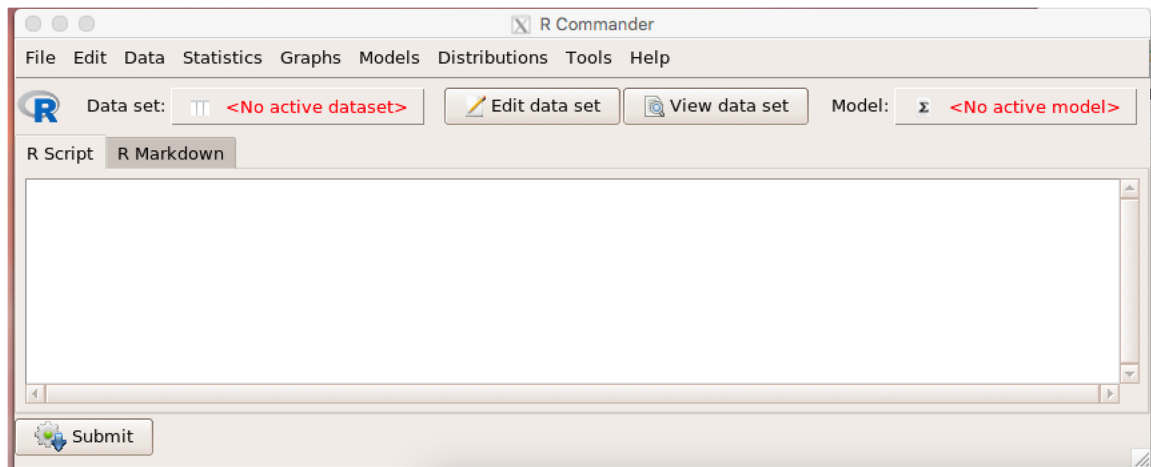 R Commander
File Edit Data Statistics Graphs Models Distributions Tools Help
R Data set: <No active dataset> Edit data set View data set Model: Σ <No active model>
R Script R Markdown
Submit